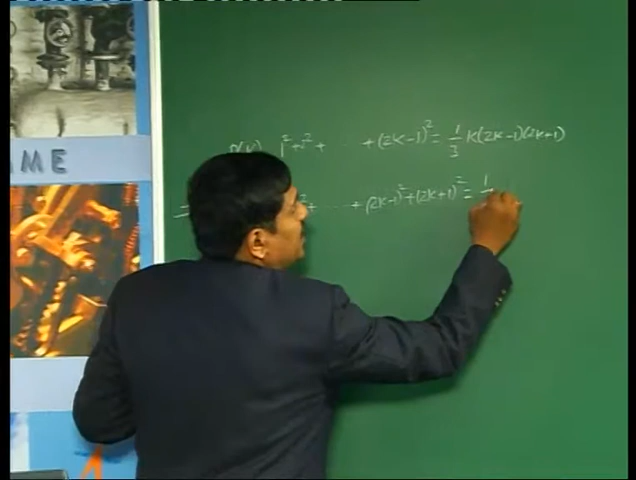 ME
P(K) 1² + 3² + ... + (2K-1)² = 1/3 K(2K-1)(2K+1)
+ ... + (2K-1)² + (2K+1)² = 1